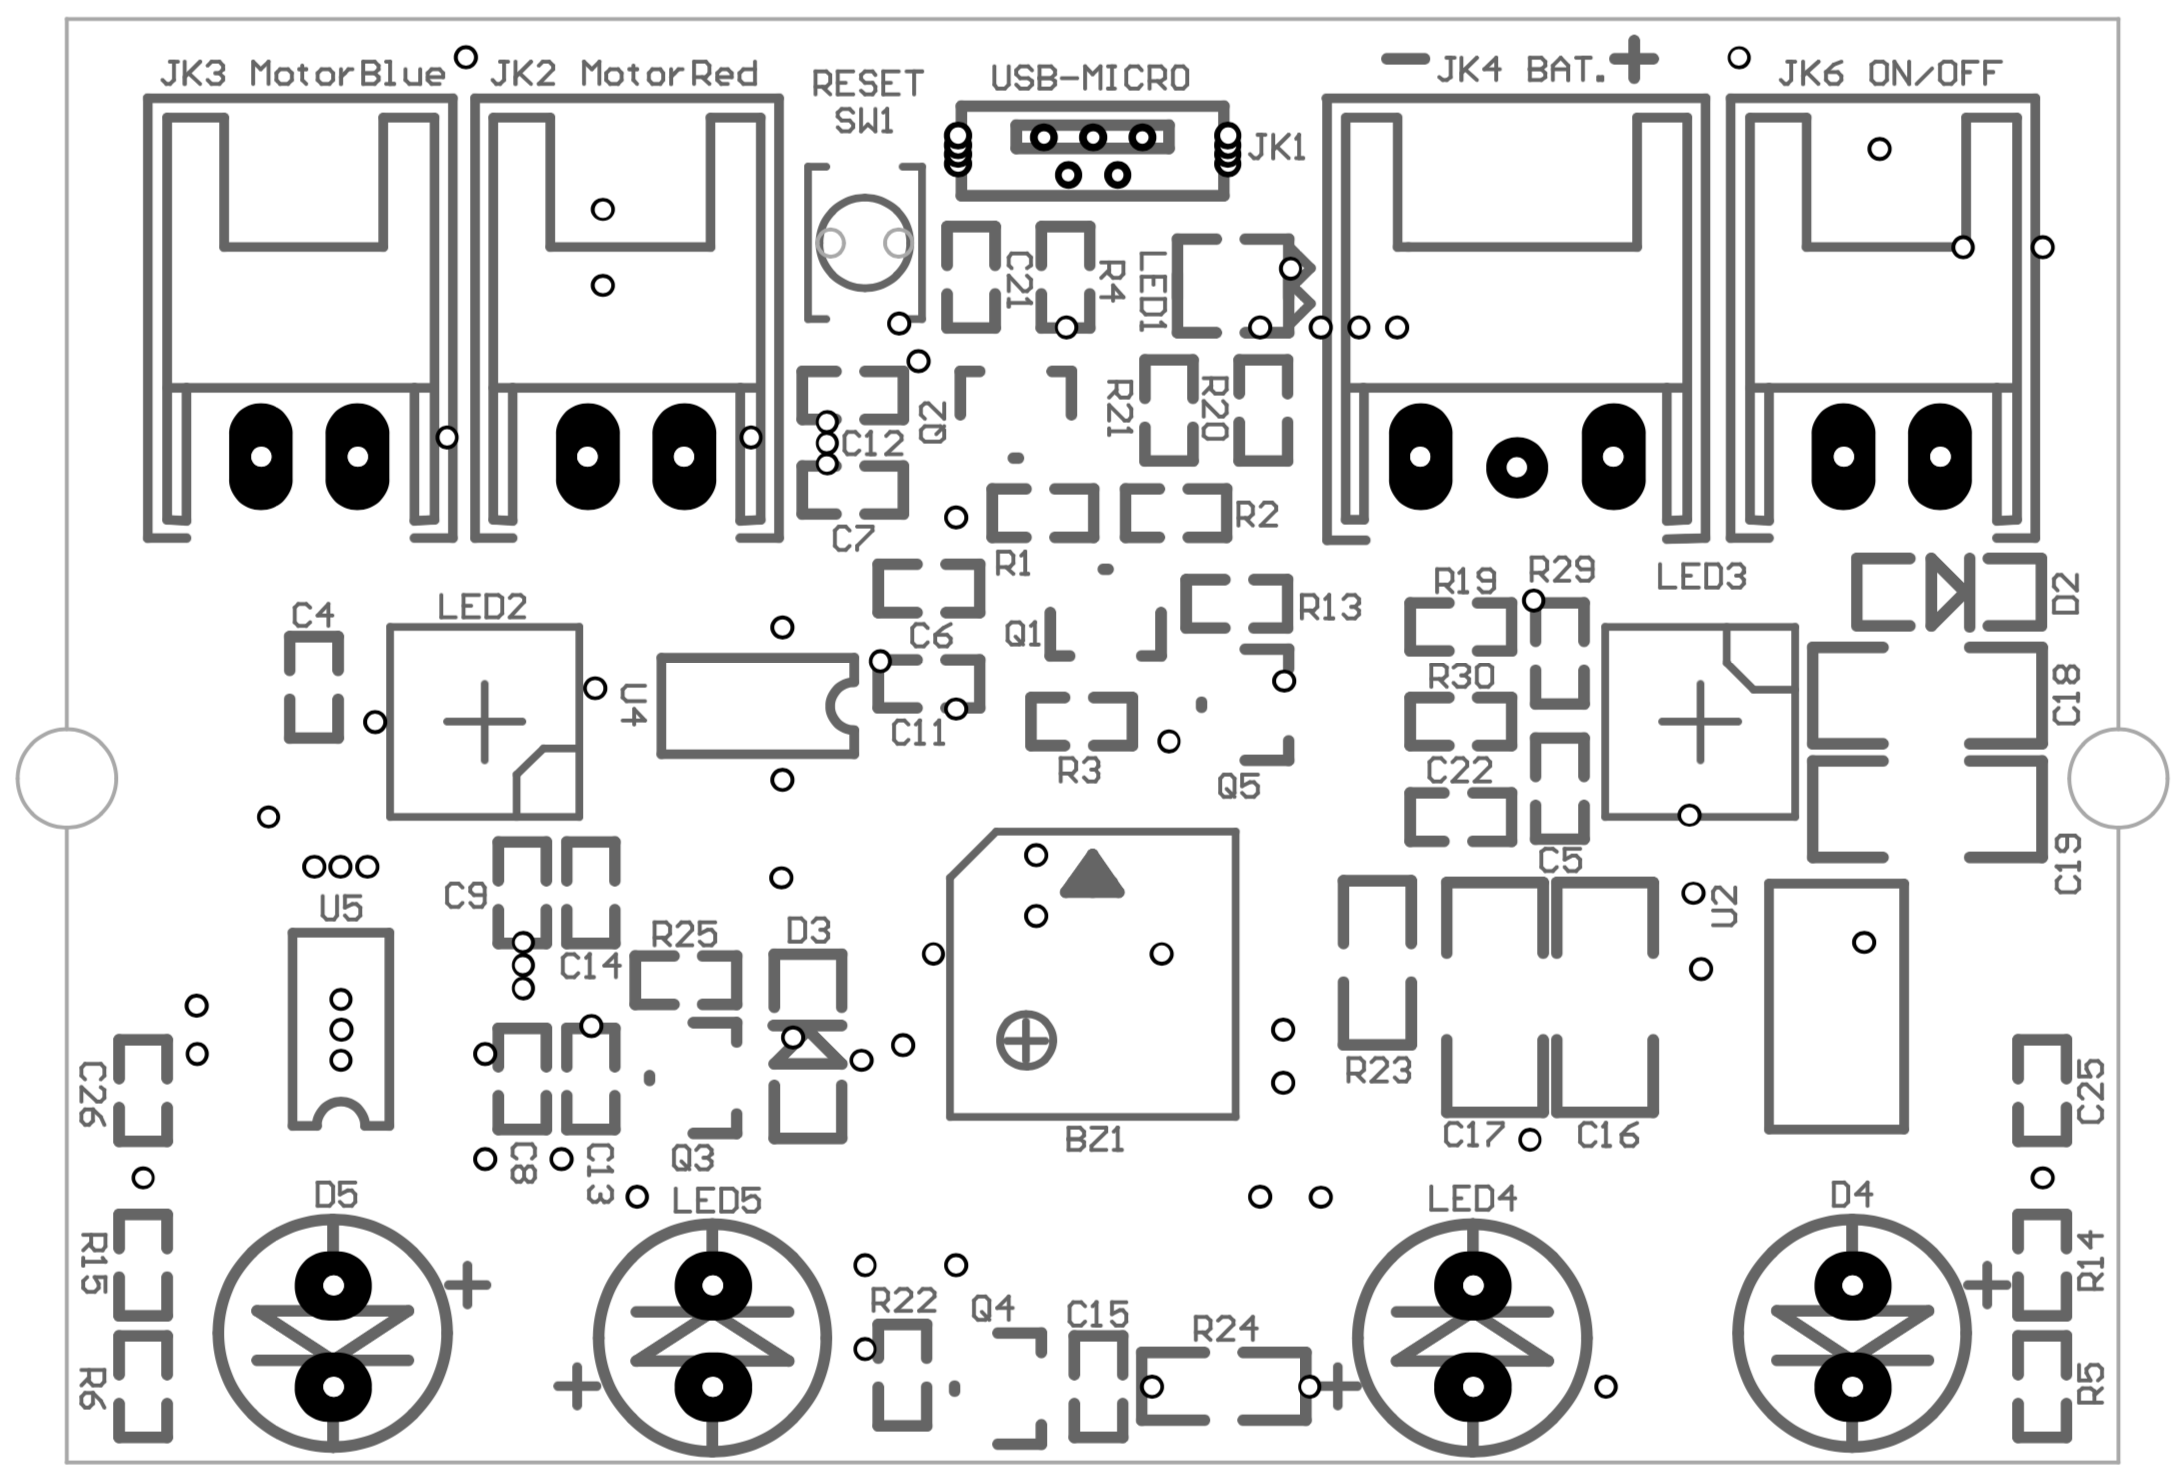 JK3 MotorBlue
JK2 MotorRed
RESET
SW1
USB-MICRO
JK1
- JK4 BAT. +
JK6 ON/OFF
C21
R4
LED1
R21
R20
Q2
C12
C7
R2
R1
C6
Q1
R13
R19
R29
LED3
D2
C4
LED2
U4
C11
R3
Q5
R30
C22
C18
C5
C19
C9
U5
C14
R25
D3
U2
R23
C26
C8
C13
Q3
BZ1
C17
C16
C25
D5
LED5
LED4
D4
R15
+
R22
Q4
C15
R24
+
R14
R6
+
+
R5